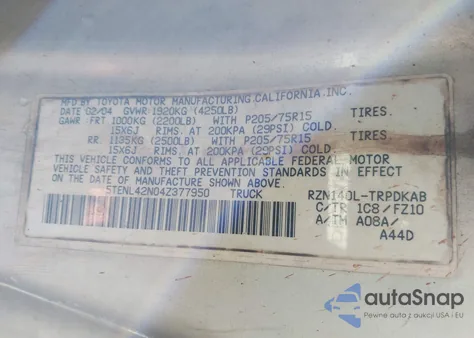 MFD. BY TOYOTA MOTOR MANUFACTURING, CALIFORNIA, INC.
DATE 02/04 GVWR 1920KG (4250LB)
GAWR FRT 1000KG (2200LB) WITH P205/75R15 TIRES,
15X6J RIMS, AT 200KPA (29PSI) COLD.
RR. 1135KG (2500LB) WITH P205/75R15 TIRES,
15X6J RIMS, AT 200KPA (29PSI) COLD.
THIS VEHICLE CONFORMS TO ALL APPLICABLE FEDERAL MOTOR
VEHICLE SAFETY AND THEFT PREVENTION STANDARDS IN EFFECT
ON THE DATE OF MANUFACTURE SHOWN ABOVE.
5TENL42N04Z377950 TRUCK RZN140L-TRPDKAB
C/TR 1C8/FZ10
A/TM A08A/
A44D
autoSnap
Pewne auto z aukcji USA i EU